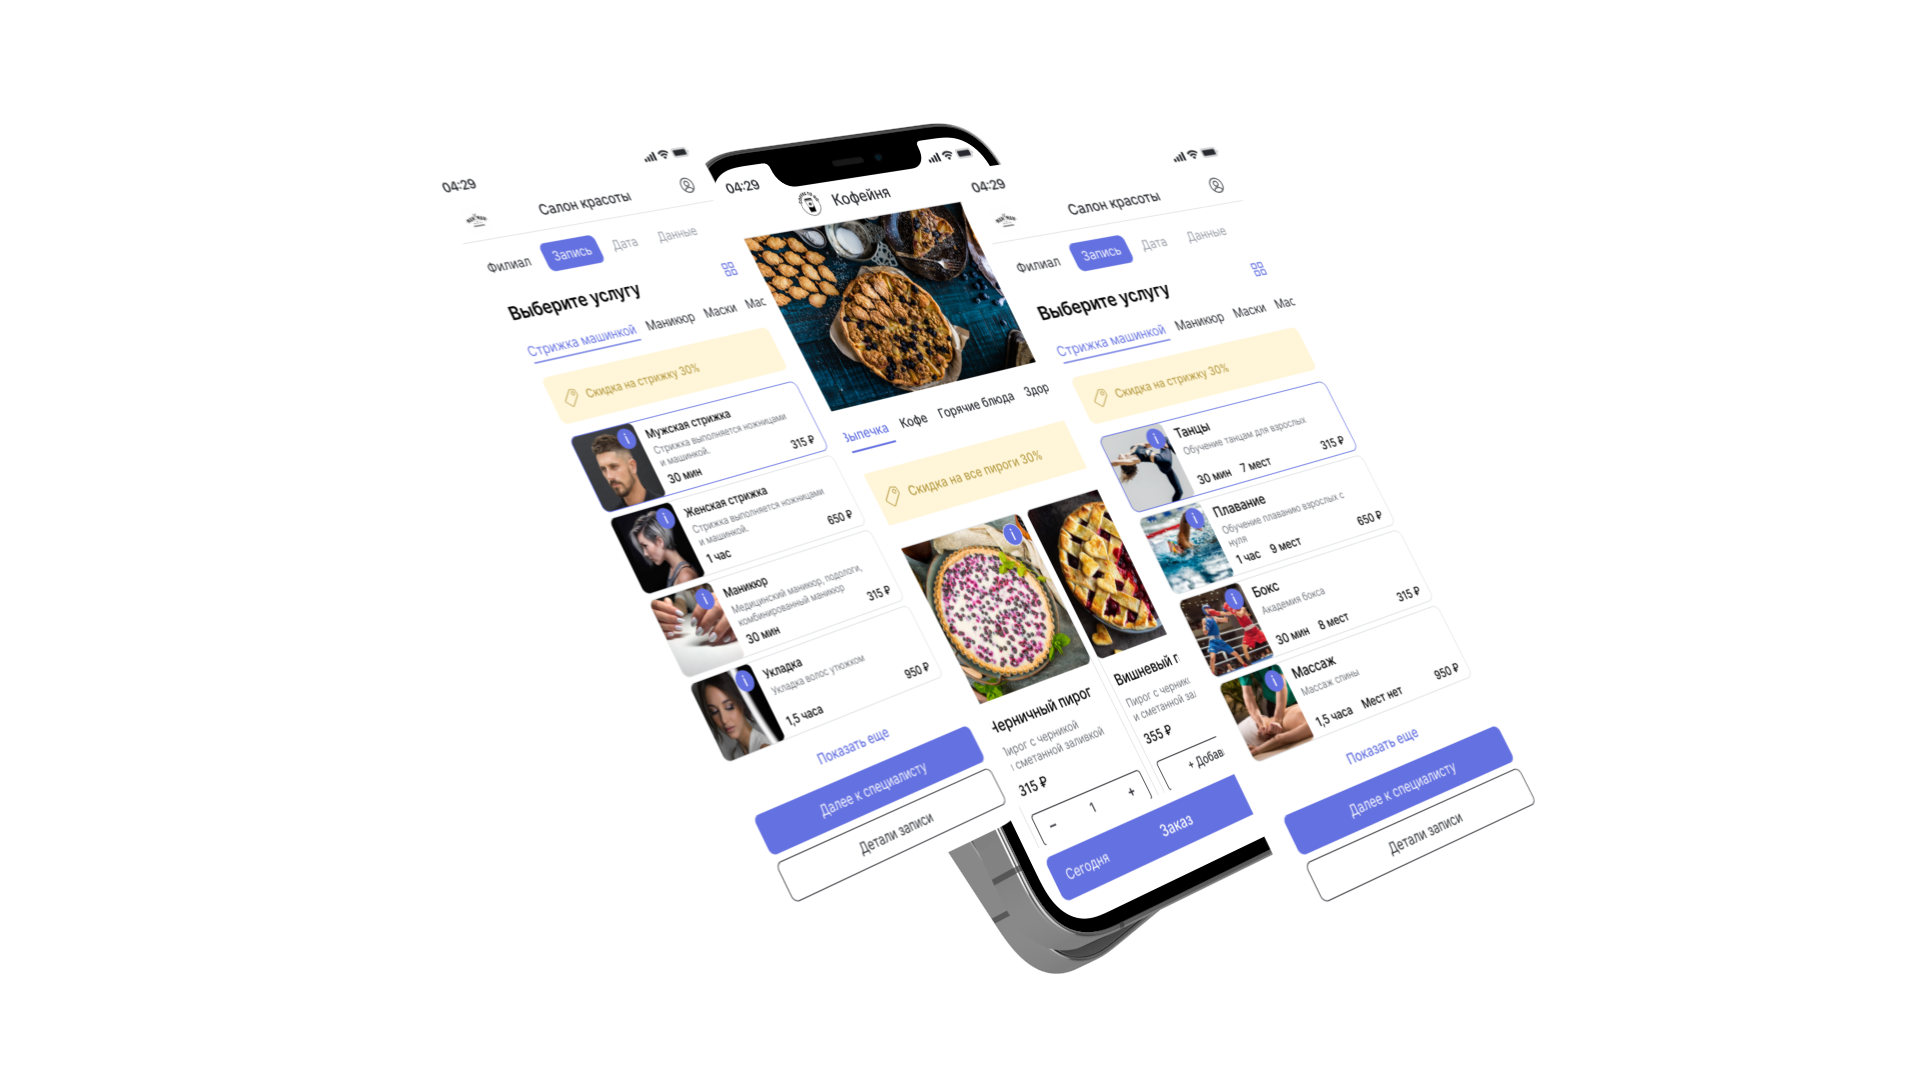 04:29
Салон красоты
Филиал Запись Дата Данные
Выберите услугу
Стрижка машинкой Маникюр Маски Мас
Скидка на стрижку 30%
Мужская стрижка
Стрижка выполняется ножницами
и машинкой.
30 мин 315 ₽
Женская стрижка
Стрижка выполняется ножницами
и машинкой.
1 час 650 ₽
Маникюр
Медицинский маникюр, подологи,
комбинированный маникюр
30 мин 315 ₽
Укладка
Укладка волос утюжком
1,5 часа 950 ₽
Показать еще
Далее к специалисту
Детали записи
04:29
Кофейня
Выпечка Кофе Горячие блюда Здор
Скидка на все пироги 30%
Черничный пирог
Пирог с черникой
и сметанной заливкой
315 ₽
− 1 +
Вишневый п
Пирог с черник
и сметанной зал
355 ₽
+ Добав
Сегодня Заказ
04:29
Салон красоты
Филиал Запись Дата Данные
Выберите услугу
Стрижка машинкой Маникюр Маски Мас
Скидка на стрижку 30%
Танцы
Обучение танцам для взрослых
30 мин 7 мест 315 ₽
Плавание
Обучение плаванию взрослых с
нуля
1 час 9 мест 650 ₽
Бокс
Академия бокса
30 мин 8 мест 315 ₽
Массаж
Массаж спины
1,5 часа Мест нет 950 ₽
Показать еще
Далее к специалисту
Детали записи